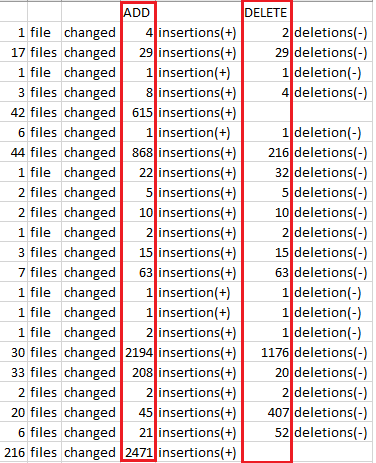 ADD DELETE
1 file changed 4 insertions(+) 2 deletions(-)
17 files changed 29 insertions(+) 29 deletions(-)
1 file changed 1 insertion(+) 1 deletion(-)
3 files changed 8 insertions(+) 4 deletions(-)
42 files changed 615 insertions(+)
6 files changed 1 insertions(+) 1 deletion(-)
44 files changed 868 insertions(+) 216 deletions(-)
1 file changed 22 insertions(+) 32 deletions(-)
2 files changed 5 insertions(+) 5 deletions(-)
2 files changed 10 insertions(+) 10 deletions(-)
1 file changed 2 insertions(+) 2 deletions(-)
3 files changed 15 insertions(+) 15 deletions(-)
7 files changed 63 insertions(+) 63 deletions(-)
1 file changed 1 insertion(+) 1 deletion(-)
1 file changed 1 insertion(+) 1 deletion(-)
1 file changed 2 insertions(+) 1 deletion(-)
30 files changed 2194 insertions(+) 1176 deletions(-)
33 files changed 208 insertions(+) 20 deletions(-)
2 files changed 2 insertions(+) 2 deletions(-)
20 files changed 45 insertions(+) 407 deletions(-)
6 files changed 21 insertions(+) 52 deletions(-)
216 files changed 2471 insertions(+)